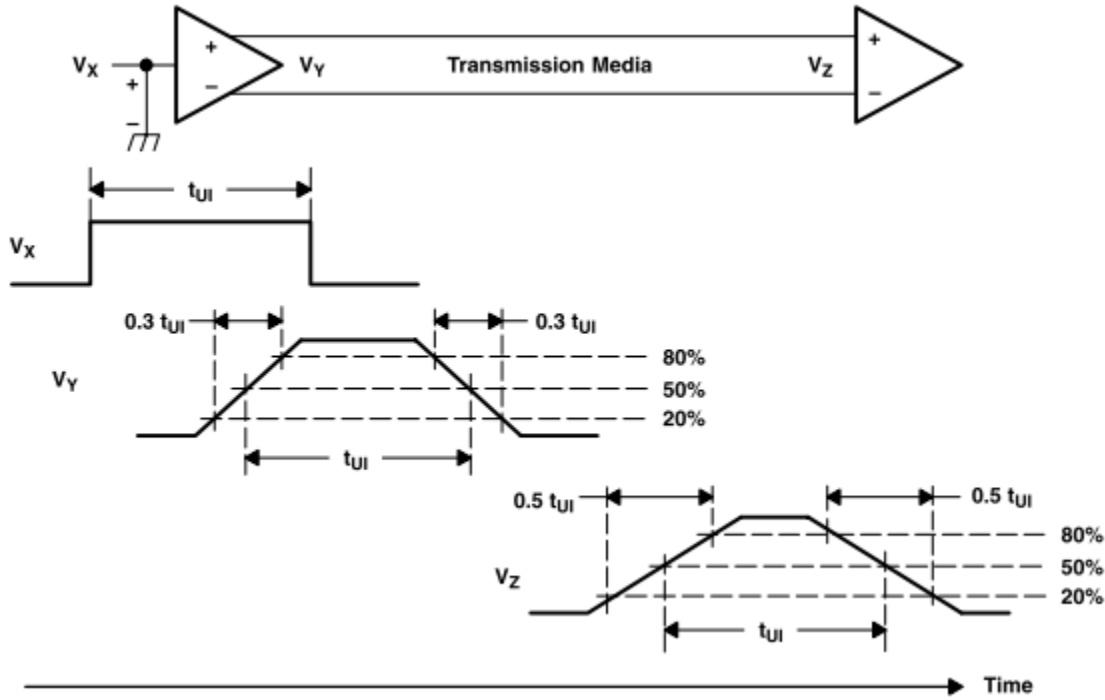 + +
V_X V_Y Transmission Media V_Z
+ – –
–
t_UI
V_X
0.3 t_UI 0.3 t_UI
80%
V_Y
50%
20%
t_UI
0.5 t_UI 0.5 t_UI
80%
50%
V_Z
20%
t_UI
Time